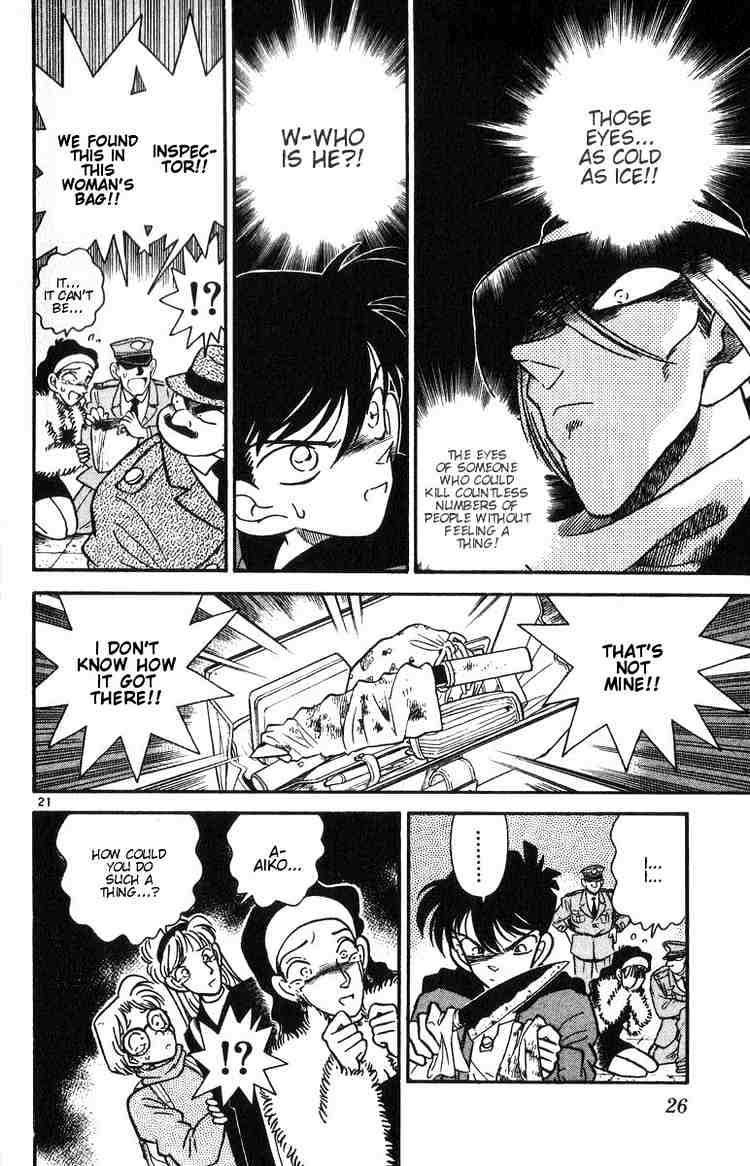 THOSE
EYES...
AS COLD
AS ICE!!
THE EYES
OF SOMEONE
WHO COULD
KILL COUNTLESS
NUMBERS OF
PEOPLE WITHOUT
FEELING A
THING!
W-WHO
IS HE?!
INSPEC-
TOR!!
WE FOUND
THIS IN
THIS
WOMAN'S
BAG!!
!?
IT...
IT CAN'T
BE...
THAT'S
NOT
MINE!!
I DON'T
KNOW HOW
IT GOT
THERE!!
21
I...
I...
........
A-
AIKO...
HOW COULD
YOU DO
SUCH A
THING...?
!?
26